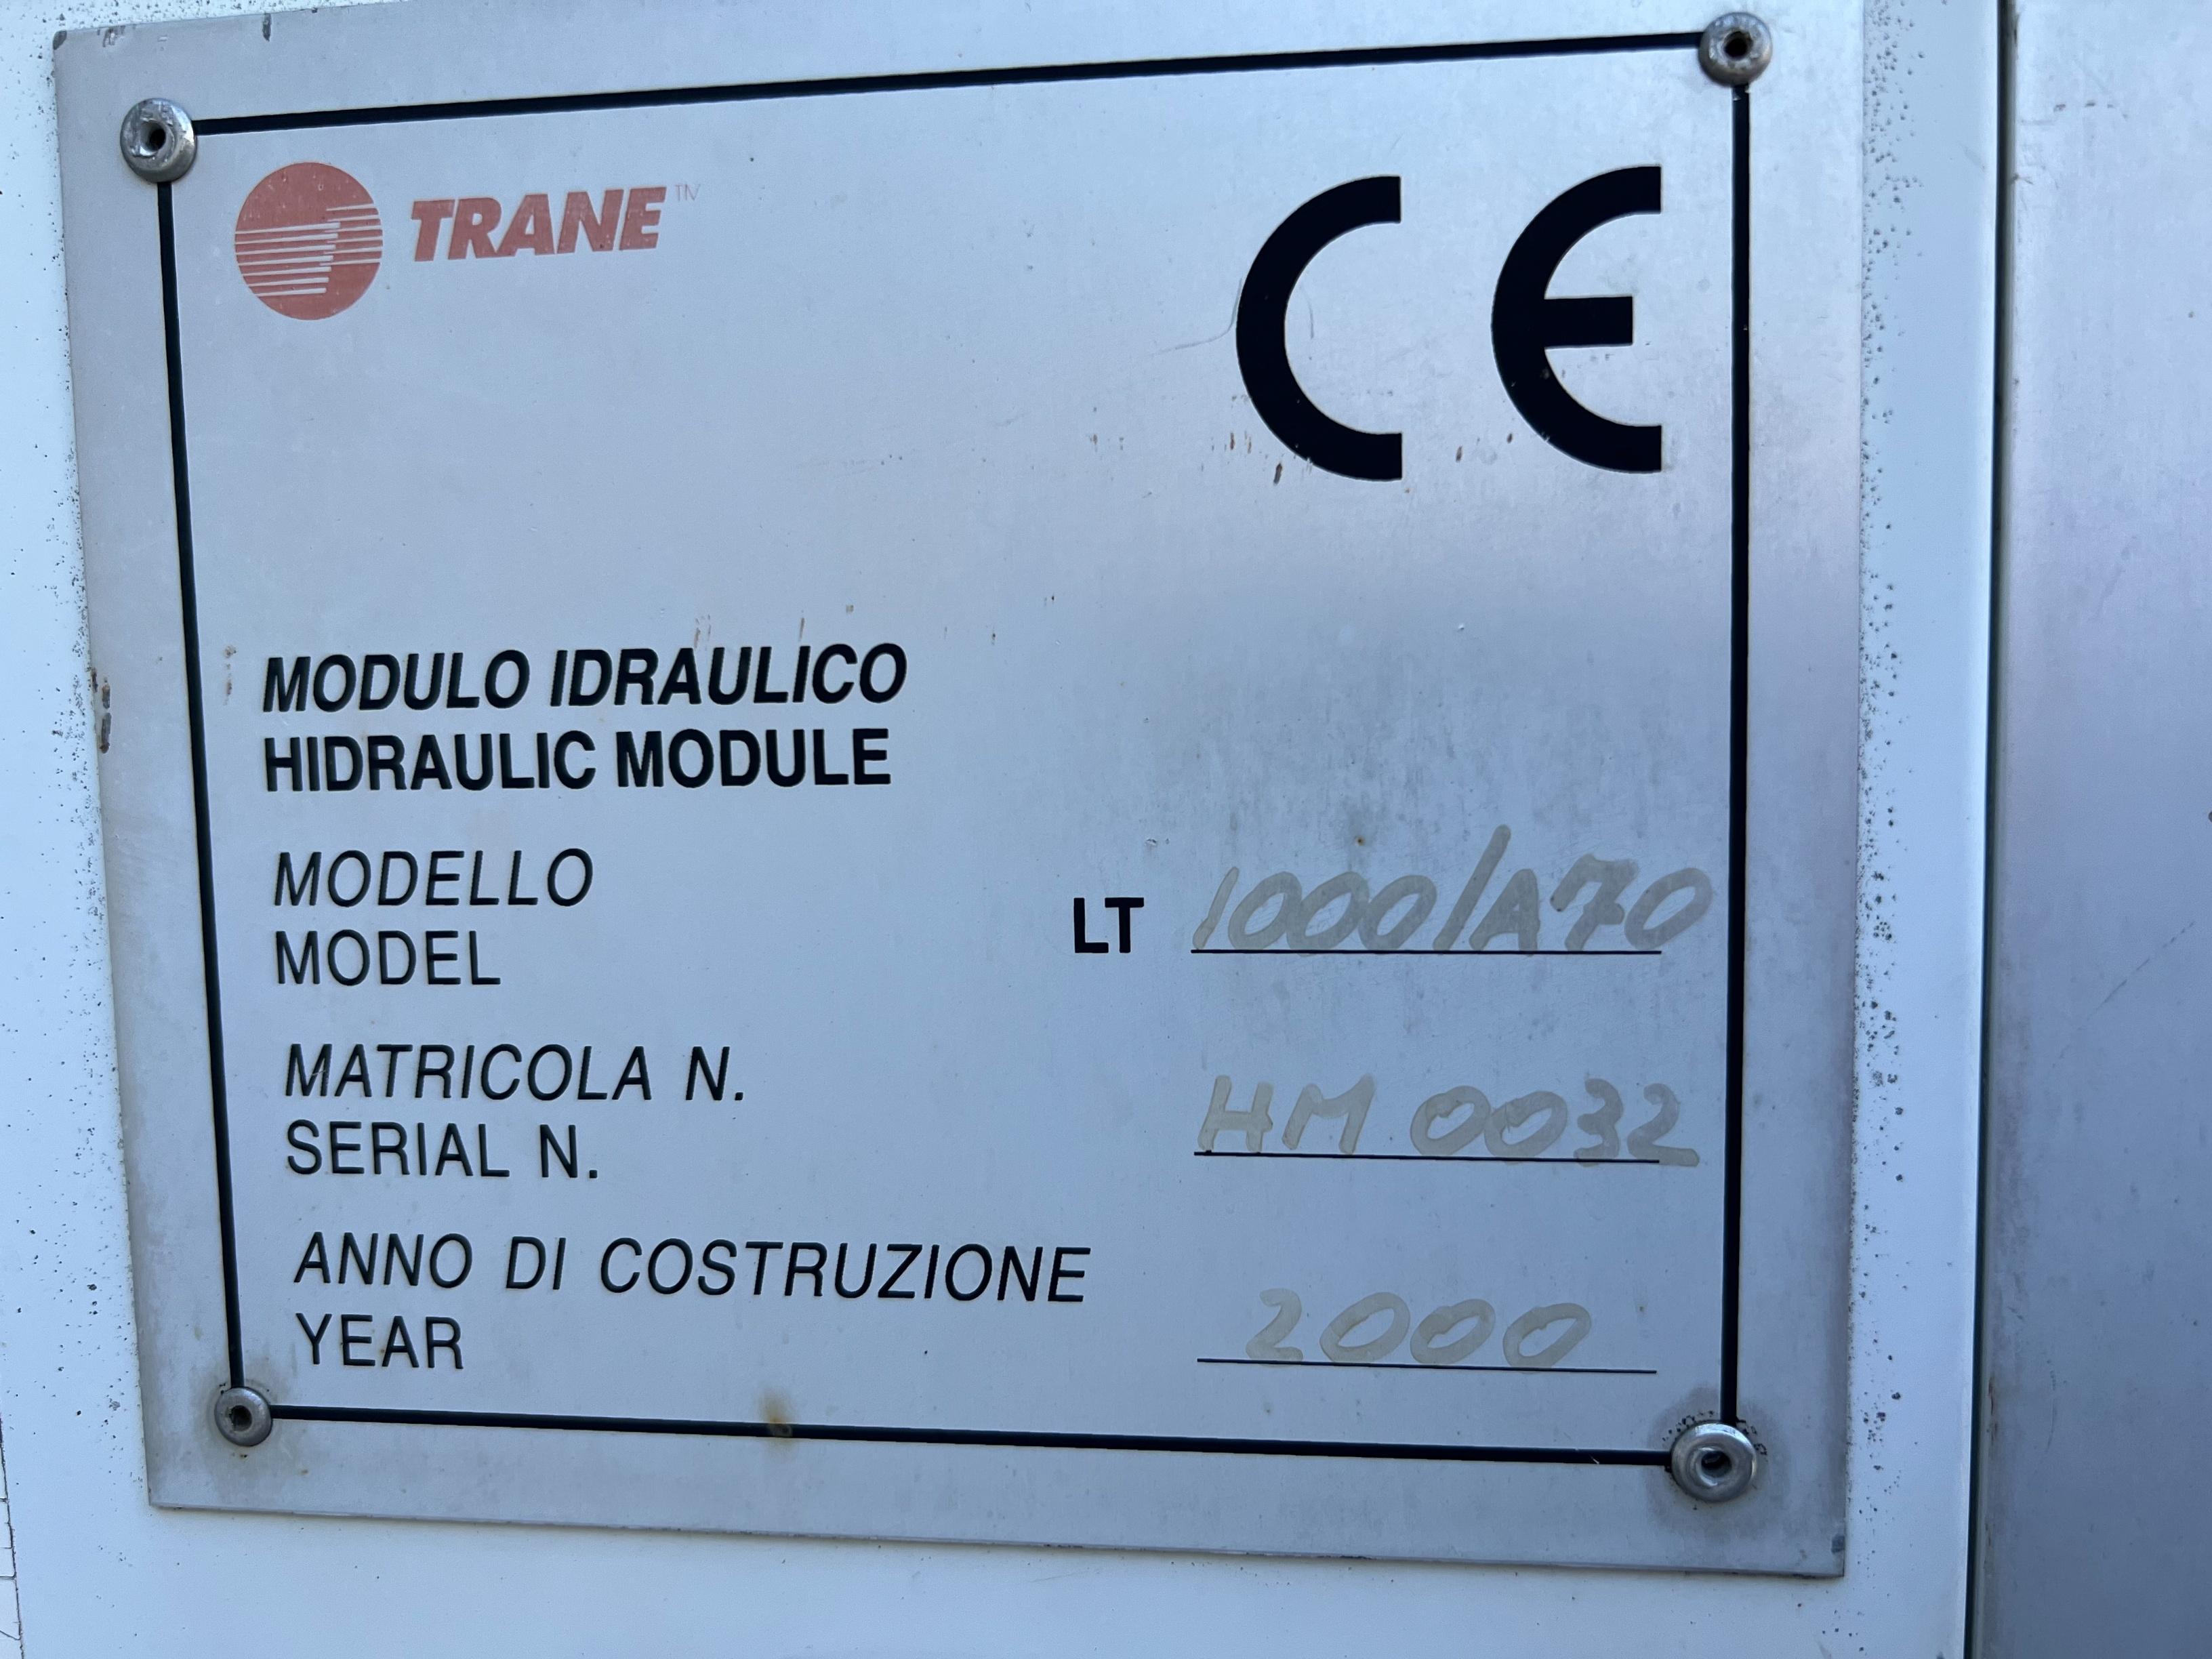 TRANE™
CE
MODULO IDRAULICO
HIDRAULIC MODULE
MODELLO
MODEL
LT 1000/A70
MATRICOLA N.
SERIAL N.
HM 0032
ANNO DI COSTRUZIONE
YEAR
2000